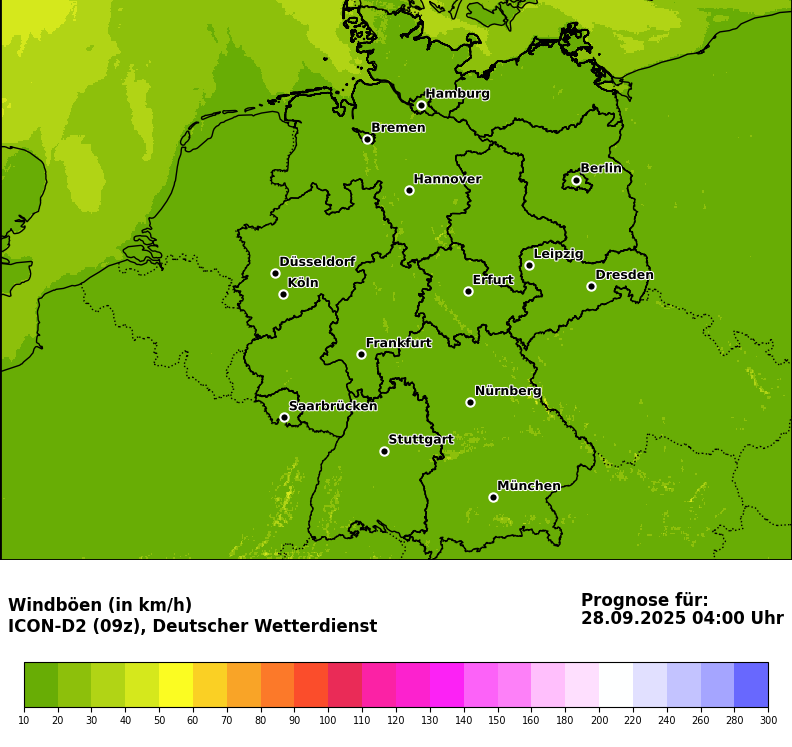 Hamburg
Bremen
Berlin
Hannover
Leipzig
Düsseldorf
Dresden
Köln
Erfurt
Frankfurt
Nürnberg
Saarbrücken
Stuttgart
München
Windböen (in km/h)
ICON-D2 (09z), Deutscher Wetterdienst
Prognose für:
28.09.2025 04:00 Uhr
10 20 30 40 50 60 70 80 90 100 110 120 130 140 150 160 180 200 220 240 260 280 300